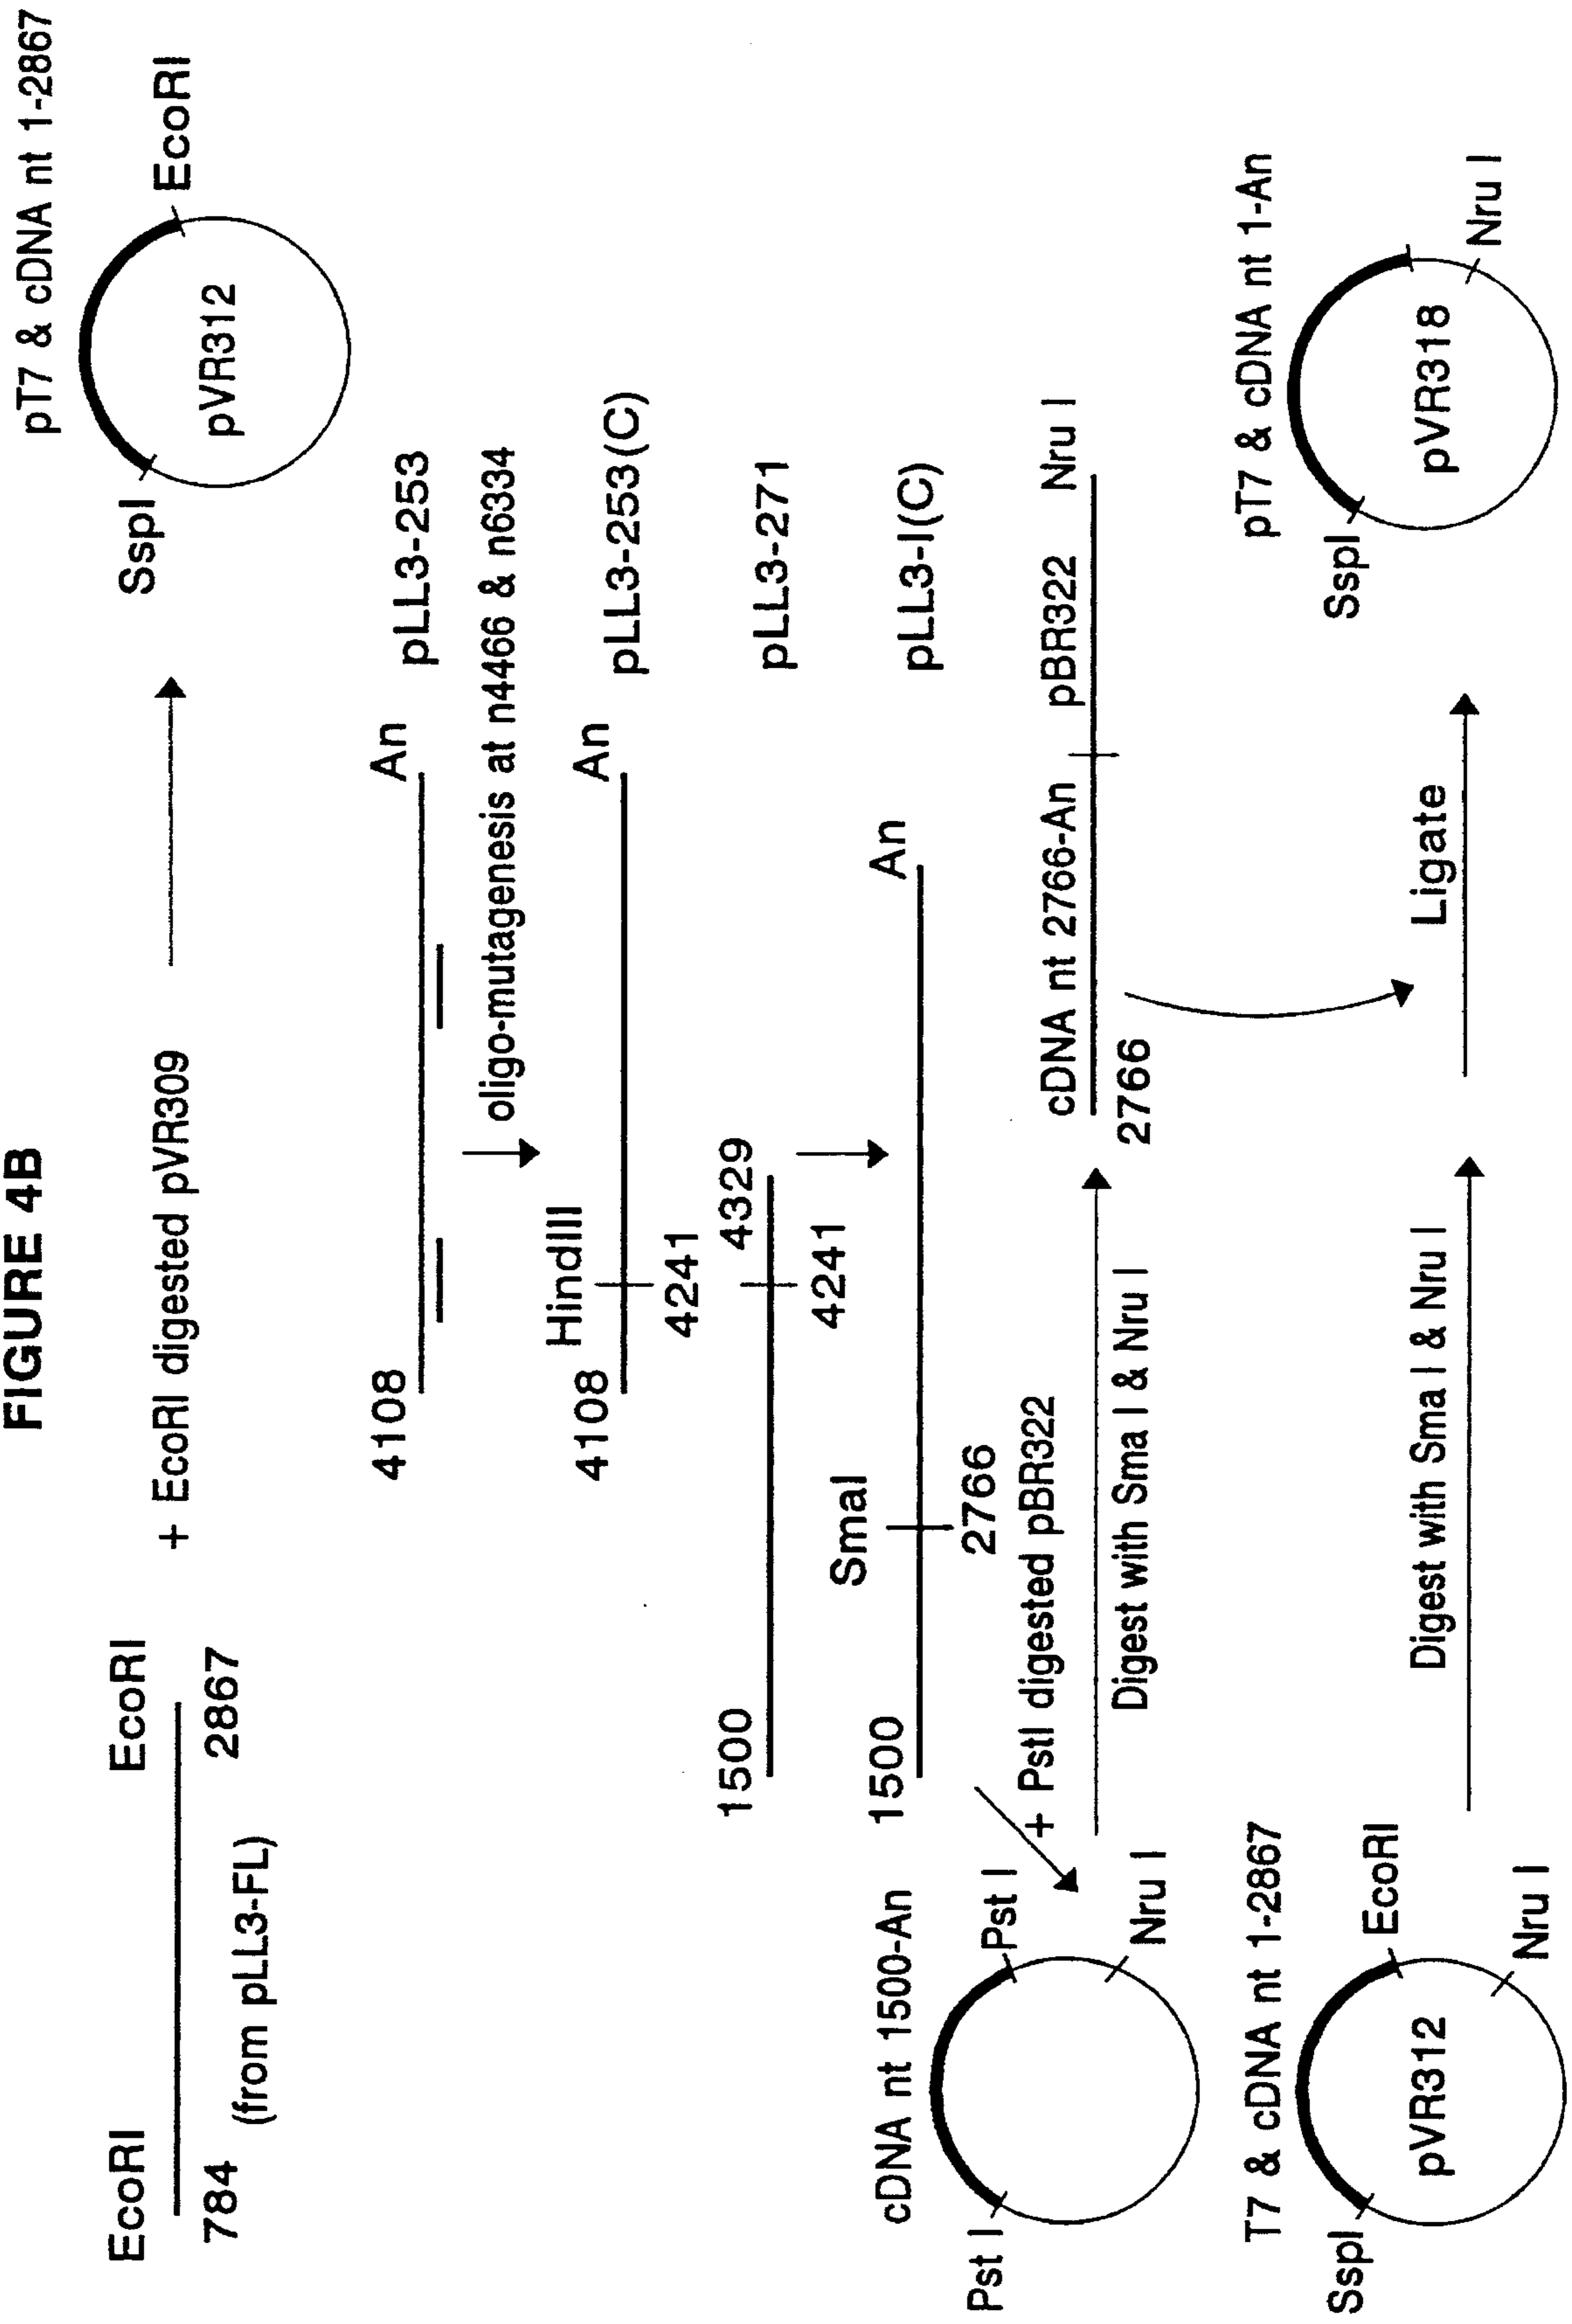 FIGURE 4B
pT7 & cDNA nt 1-2867
EcoRI
EcoRI
784
2867
(from pLL3-FL)
+ EcoRI digested pVR309
SspI
EcoRI
pVR312
4108
An
pLL3-253
oligo-mutagenesis at n4466 & n6334
HindIII
4108
An
pLL3-253(C)
4241
1500
4329
pLL3-271
4241
SmaI
1500
An
pLL3-I(C)
2766
cDNA nt 1500-An
Pst I
Pst I
Nru I
+ PstI digested pBR322
Digest with Sma I & Nru I
cDNA nt 2766-An
pBR322
Nru I
2766
T7 & cDNA nt 1-2867
SspI
EcoRI
pVR312
Nru I
Digest with Sma I & Nru I
Ligate
pT7 & cDNA nt 1-An
SspI
pVR318
Nru I